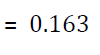 = 0.163